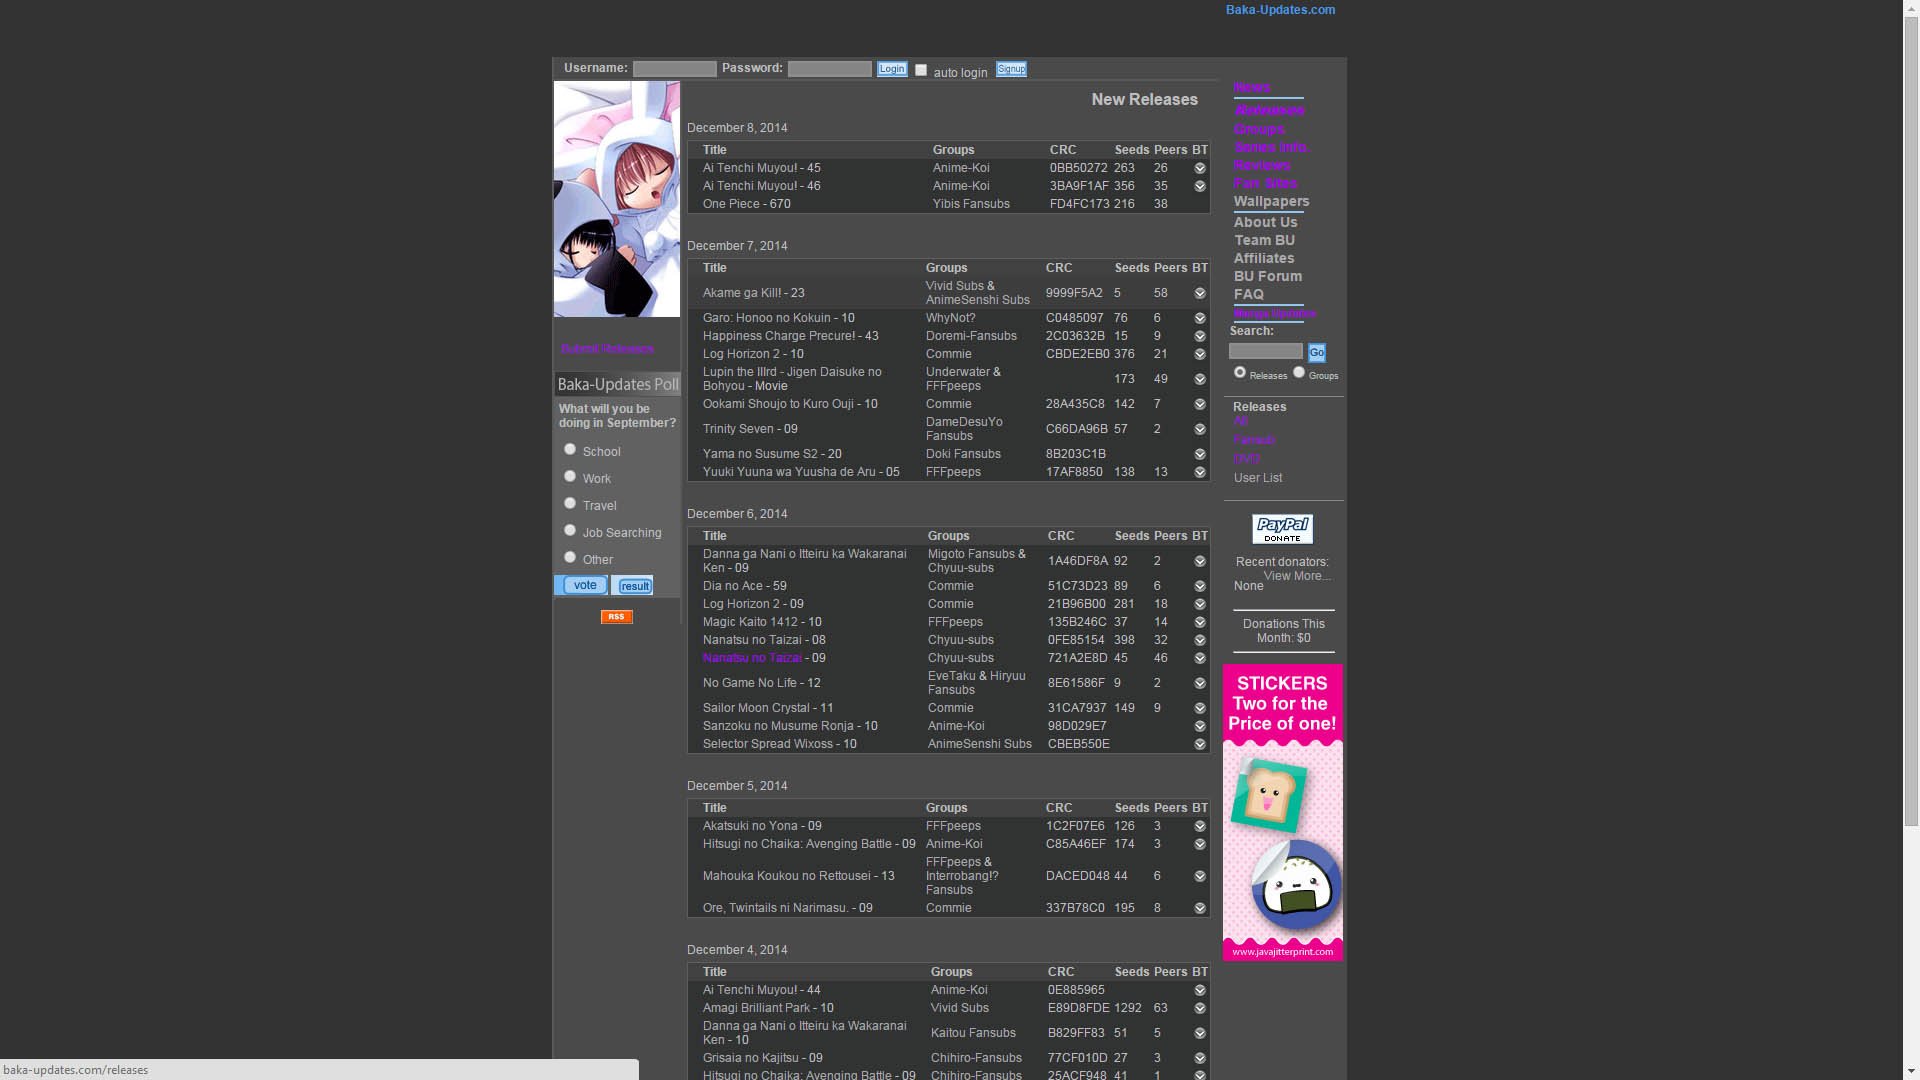 Baka-Updates.com
Username: Password: Login auto login Signup
New Releases
December 8, 2014
Title Groups CRC Seeds Peers BT
Ai Tenchi Muyou! - 45 Anime-Koi 0BB50272 263 26
Ai Tenchi Muyou! - 46 Anime-Koi 3BA9F1AF 356 35
One Piece - 670 Yibis Fansubs FD4FC173 216 38
December 7, 2014
Title Groups CRC Seeds Peers BT
Akame ga Kill! - 23 Vivid Subs & AnimeSenshi Subs 9999F5A2 5 58
Garo: Honoo no Kokuin - 10 WhyNot? C0485097 76 6
Happiness Charge Precure! - 43 Doremi-Fansubs 2C03632B 15 9
Log Horizon 2 - 10 Commie CBDE2EB0 376 21
Lupin the IIIrd - Jigen Daisuke no Bohyou - Movie Underwater & FFFpeeps 173 49
Ookami Shoujo to Kuro Ouji - 10 Commie 28A435C8 142 7
Trinity Seven - 09 DameDesuYo Fansubs C66DA96B 57 2
Yama no Susume S2 - 20 Doki Fansubs 8B203C1B
Yuuki Yuuna wa Yuusha de Aru - 05 FFFpeeps 17AF8850 138 13
December 6, 2014
Title Groups CRC Seeds Peers BT
Danna ga Nani o Itteiru ka Wakaranai Ken - 09 Migoto Fansubs & Chyuu-subs 1A46DF8A 92 2
Dia no Ace - 59 Commie 51C73D23 89 6
Log Horizon 2 - 09 Commie 21B96B00 281 18
Magic Kaito 1412 - 10 FFFpeeps 135B246C 37 14
Nanatsu no Taizai - 08 Chyuu-subs 0FE85154 398 32
Nanatsu no Taizai - 09 Chyuu-subs 721A2E8D 45 46
No Game No Life - 12 EveTaku & Hiryuu Fansubs 8E61586F 9 2
Sailor Moon Crystal - 11 Commie 31CA7937 149 9
Sanzoku no Musume Ronja - 10 Anime-Koi 98D029E7
Selector Spread Wixoss - 10 AnimeSenshi Subs CBEB550E
December 5, 2014
Title Groups CRC Seeds Peers BT
Akatsuki no Yona - 09 FFFpeeps 1C2F07E6 126 3
Hitsugi no Chaika: Avenging Battle - 09 Anime-Koi C85A46EF 174 3
Mahouka Koukou no Rettousei - 13 FFFpeeps & Interrobang!? Fansubs DACED048 44 6
Ore, Twintails ni Narimasu. - 09 Commie 337B78C0 195 8
December 4, 2014
Title Groups CRC Seeds Peers BT
Ai Tenchi Muyou! - 44 Anime-Koi 0E885965
Amagi Brilliant Park - 10 Vivid Subs E89D8FDE 1292 63
Danna ga Nani o Itteiru ka Wakaranai Ken - 10 Kaitou Fansubs B829FF83 51 5
Grisaia no Kajitsu - 09 Chihiro-Fansubs 77CF010D 27 3
Hitsugi no Chaika: Avenging Battle - 09 Chihiro-Fansubs 25ACF948 41 1
Baka-Updates Poll
What will you be
doing in September?
School
Work
Travel
Job Searching
Other
vote result
RSS
News
Groups
Reviews
Fan Sites
Wallpapers
About Us
Team BU
Affiliates
BU Forum
FAQ
Manga Updates
Search:
Go
Releases Groups
Releases
All
User List
PayPal
DONATE
Recent donators:
View More...
None
Donations This
Month: $0
STICKERS
Two for the
Price of one!
www.javajitterprint.com
baka-updates.com/releases